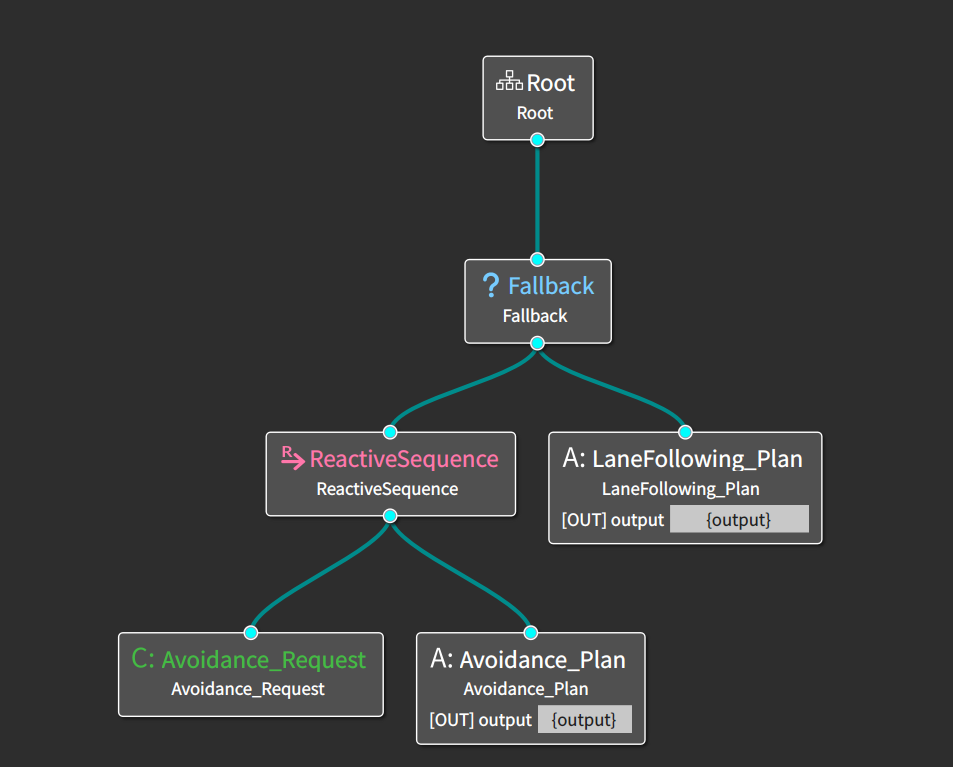 Root
Root
? Fallback
Fallback
R ReactiveSequence
ReactiveSequence
A: LaneFollowing_Plan
LaneFollowing_Plan
[OUT] output {output}
C: Avoidance_Request
Avoidance_Request
A: Avoidance_Plan
Avoidance_Plan
[OUT] output {output}